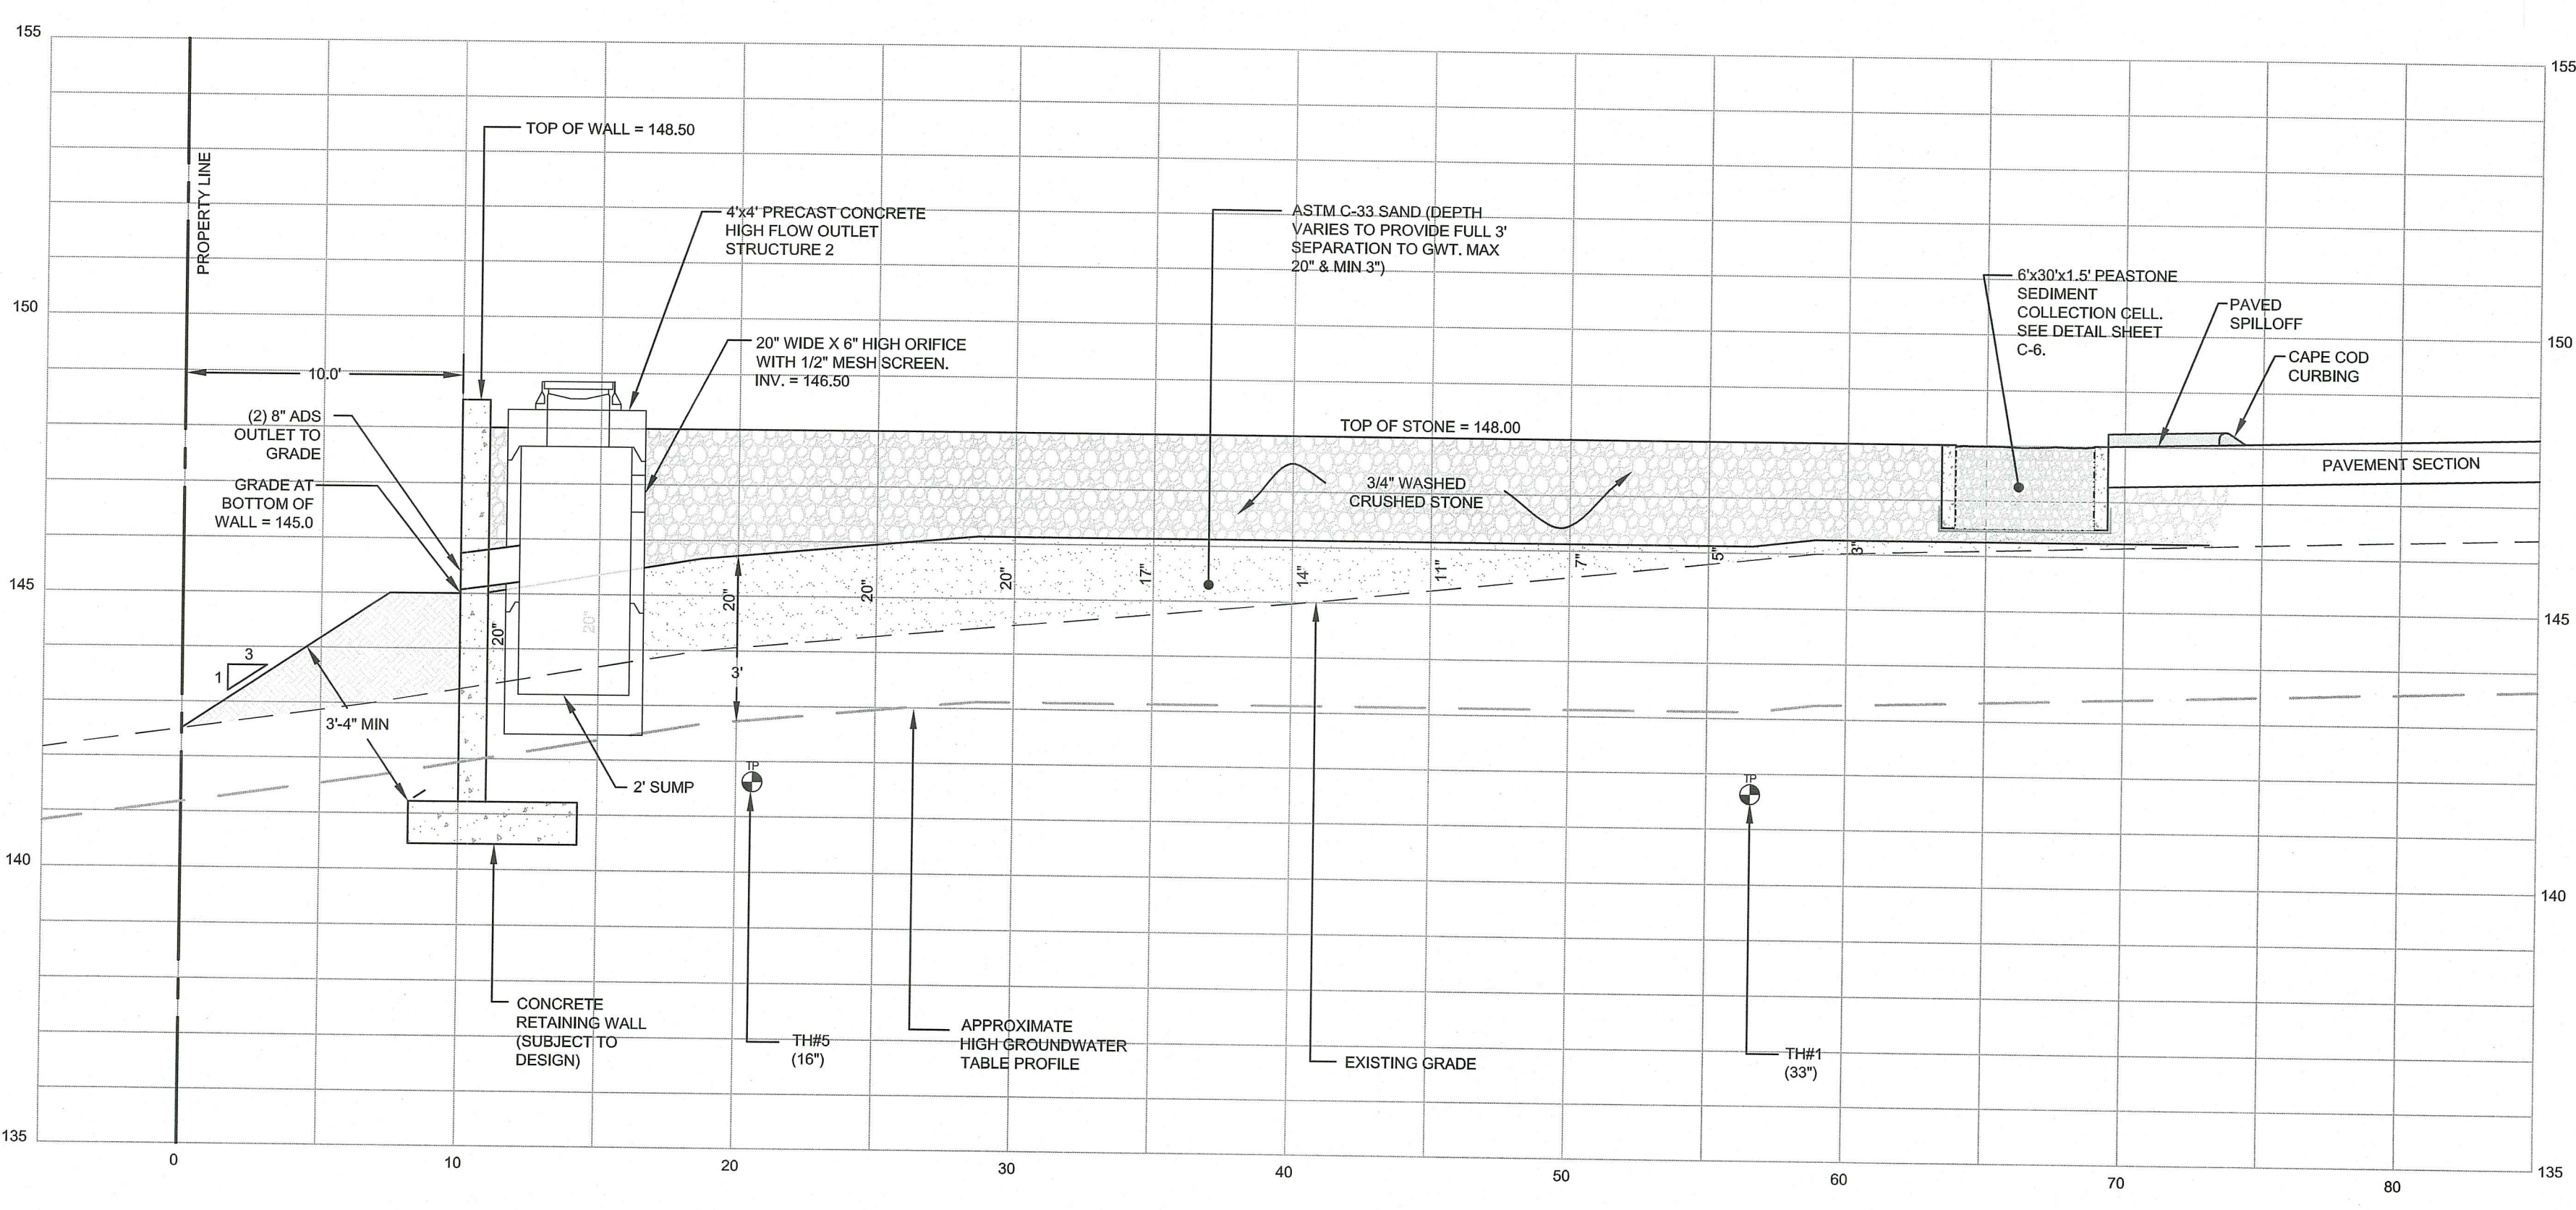 155
155
TOP OF WALL = 148.50
PROPERTY LINE
4'x4' PRECAST CONCRETE
HIGH FLOW OUTLET
STRUCTURE 2
ASTM C-33 SAND (DEPTH
VARIES TO PROVIDE FULL 3'
SEPARATION TO GWT. MAX
20" & MIN 3")
6'x30'x1.5' PEASTONE
SEDIMENT
COLLECTION CELL.
SEE DETAIL SHEET
C-6.
PAVED
SPILLOFF
150
150
20" WIDE X 6" HIGH ORIFICE
WITH 1/2" MESH SCREEN.
INV. = 146.50
CAPE COD
CURBING
10.0'
(2) 8" ADS
OUTLET TO
GRADE
TOP OF STONE = 148.00
PAVEMENT SECTION
GRADE AT
BOTTOM OF
WALL = 145.0
3/4" WASHED
CRUSHED STONE
145
145
20"
20"
20"
20"
20"
17"
14"
11"
7"
5"
3"
3
1
3'
3'-4" MIN
2' SUMP
TP
TP
140
140
CONCRETE
RETAINING WALL
(SUBJECT TO
DESIGN)
TH#5
(16")
APPROXIMATE
HIGH GROUNDWATER
TABLE PROFILE
EXISTING GRADE
TH#1
(33")
135
135
0
10
20
30
40
50
60
70
80